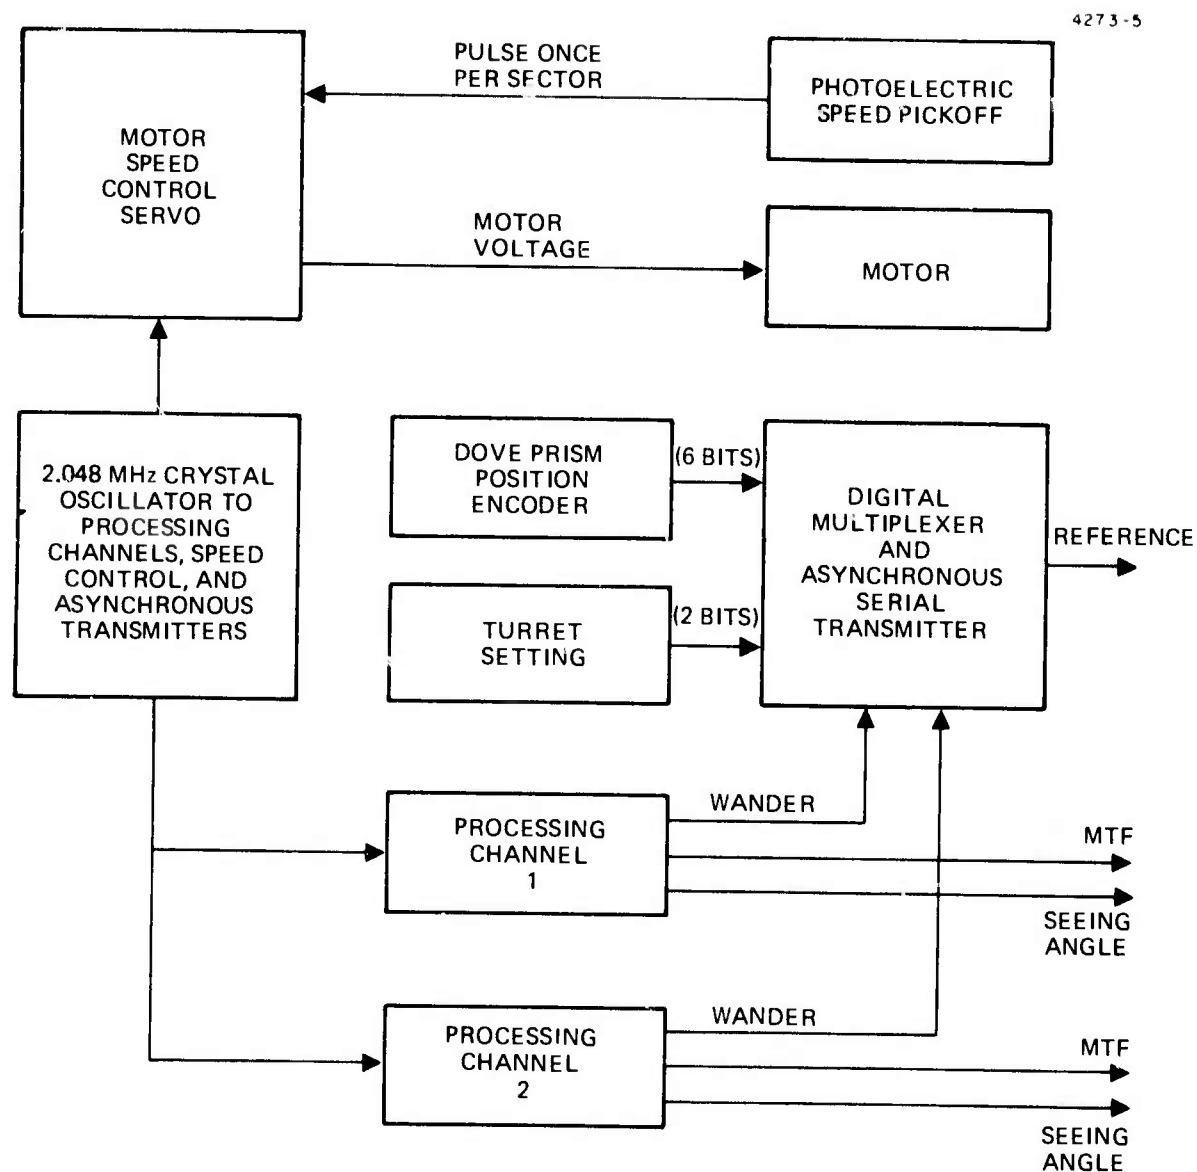 4273-5
PULSE ONCE
PER SECTOR
PHOTOELECTRIC
SPEED PICKOFF
MOTOR
SPEED
CONTROL
SERVO
MOTOR
VOLTAGE
MOTOR
2.048 MHz CRYSTAL
OSCILLATOR TO
PROCESSING
CHANNELS, SPEED
CONTROL, AND
ASYNCHRONOUS
TRANSMITTERS
DOVE PRISM
POSITION
ENCODER
(6 BITS)
DIGITAL
MULTIPLEXER
AND
ASYNCHRONOUS
SERIAL
TRANSMITTER
REFERENCE
TURRET
SETTING
(2 BITS)
PROCESSING
CHANNEL
1
WANDER
MTF
SEEING
ANGLE
PROCESSING
CHANNEL
2
WANDER
MTF
SEEING
ANGLE